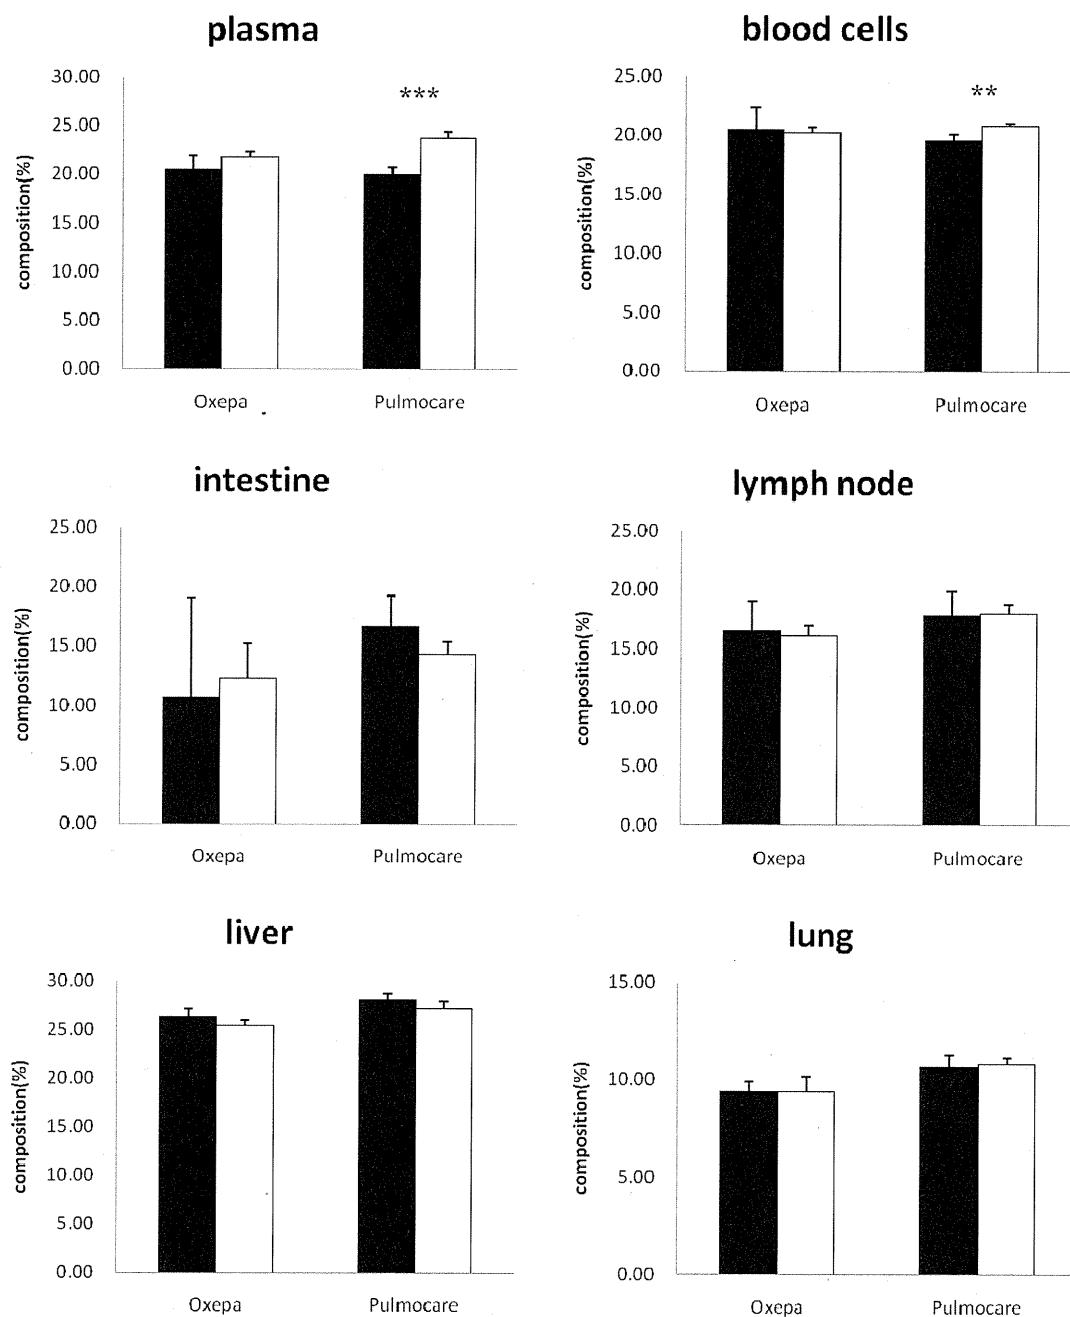 plasma
30.00
25.00
20.00
15.00
10.00
5.00
0.00
composition(%)
***
Oxepa
Pulmocare
blood cells
25.00
20.00
15.00
10.00
5.00
0.00
composition(%)
**
Oxepa
Pulmocare
intestine
25.00
20.00
15.00
10.00
5.00
0.00
composition(%)
Oxepa
Pulmocare
lymph node
25.00
20.00
15.00
10.00
5.00
0.00
composition(%)
Oxepa
Pulmocare
liver
30.00
25.00
20.00
15.00
10.00
5.00
0.00
composition(%)
Oxepa
Pulmocare
lung
15.00
10.00
5.00
0.00
composition(%)
Oxepa
Pulmocare